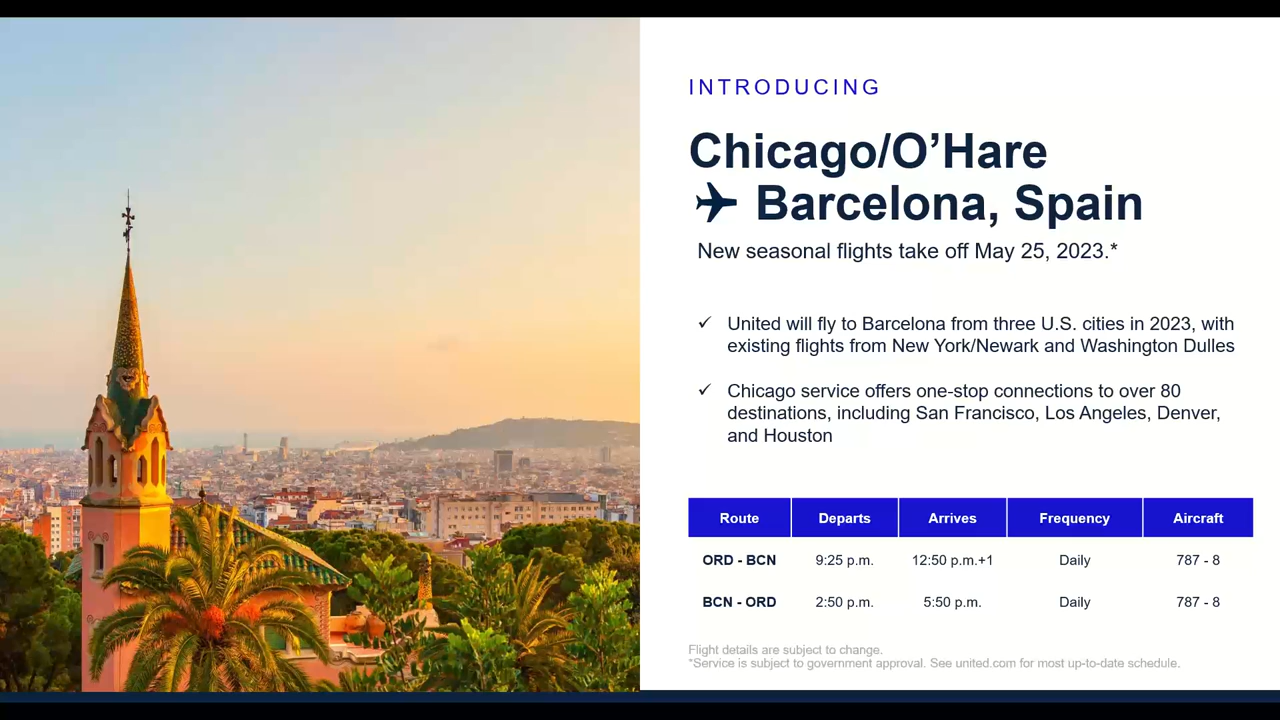 INTRODUCING
Chicago/O’Hare
✈ Barcelona, Spain
New seasonal flights take off May 25, 2023.*
✓ United will fly to Barcelona from three U.S. cities in 2023, with
existing flights from New York/Newark and Washington Dulles
✓ Chicago service offers one-stop connections to over 80
destinations, including San Francisco, Los Angeles, Denver,
and Houston
Route Departs Arrives Frequency Aircraft
ORD - BCN 9:25 p.m. 12:50 p.m.+1 Daily 787 - 8
BCN - ORD 2:50 p.m. 5:50 p.m. Daily 787 - 8
Flight details are subject to change.
*Service is subject to government approval. See united.com for most up-to-date schedule.